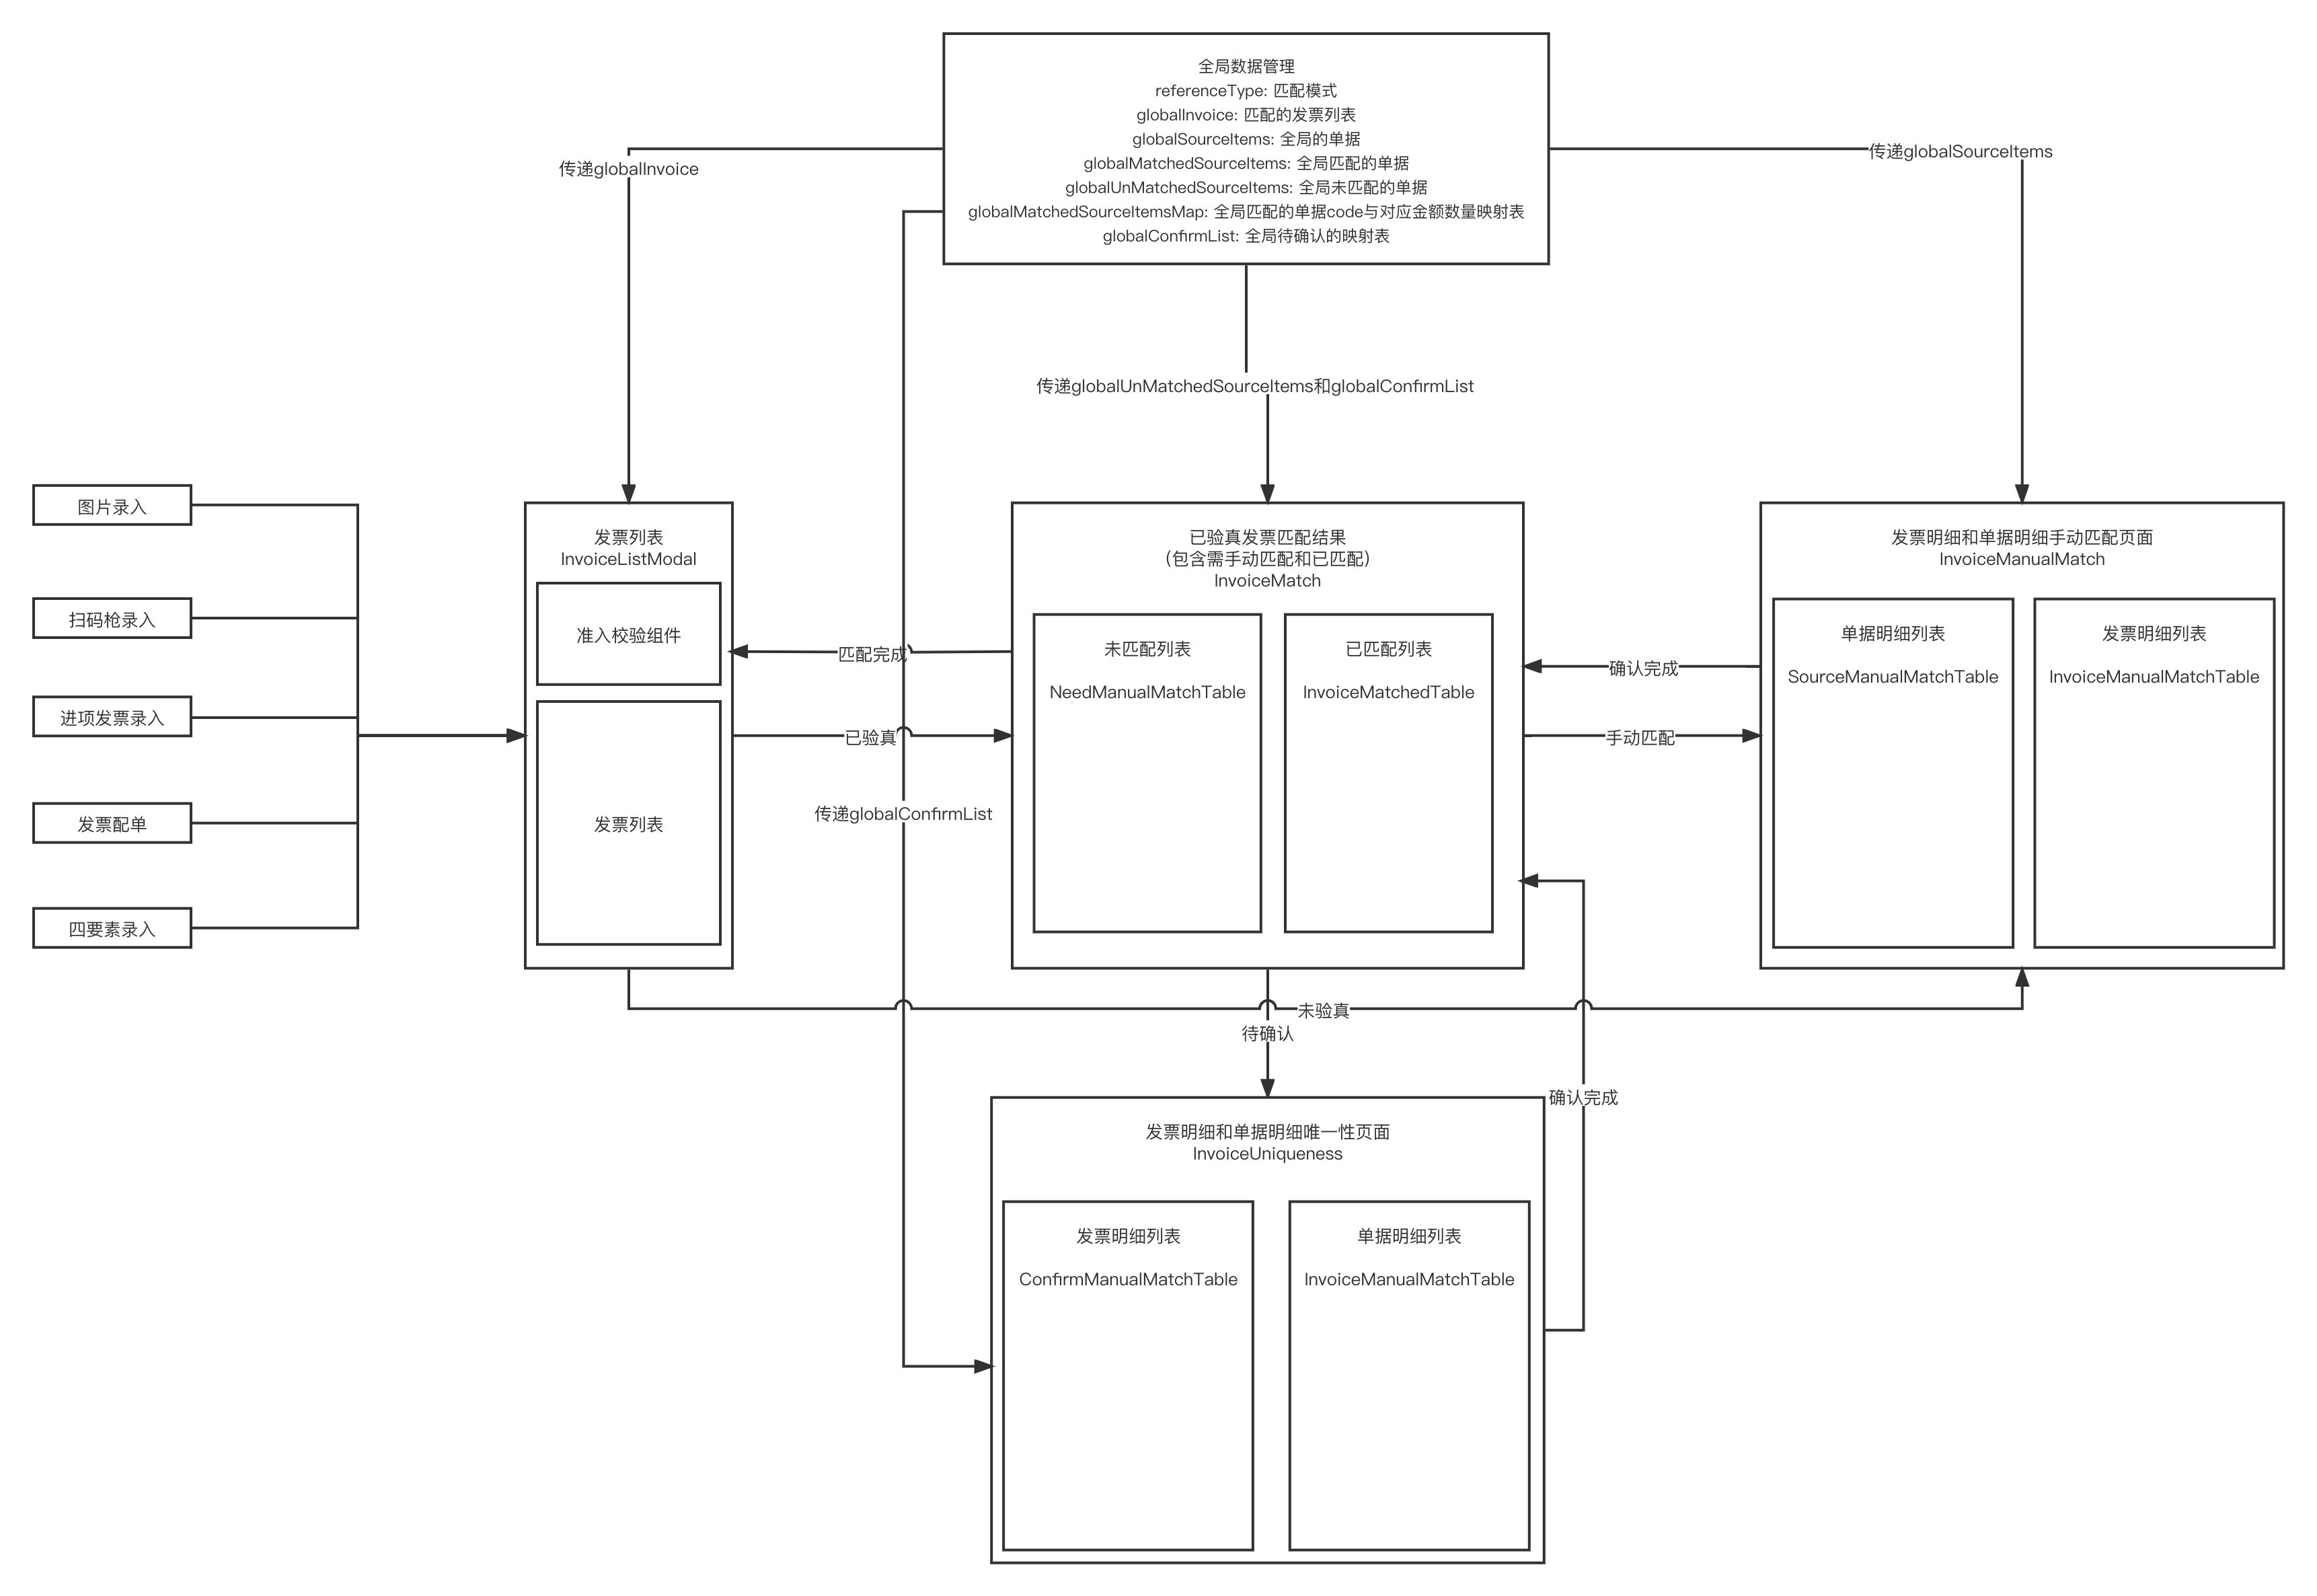 全局数据管理
referenceType: 匹配模式
globalInvoice: 匹配的发票列表
globalSourceItems: 全局的单据
globalMatchedSourceItems: 全局匹配的单据
globalUnMatchedSourceItems: 全局未匹配的单据
globalMatchedSourceItemsMap: 全局匹配的单据code与对应金额数量映射表
globalConfirmList: 全局待确认的映射表
传递globalInvoice
传递globalSourceItems
传递globalUnMatchedSourceItems和globalConfirmList
图片录入
扫码枪录入
进项发票录入
发票配单
四要素录入
发票列表
InvoiceListModal
准入校验组件
发票列表
匹配完成
已验真
传递globalConfirmList
已验真发票匹配结果
(包含需手动匹配和已匹配)
InvoiceMatch
未匹配列表
NeedManualMatchTable
已匹配列表
InvoiceMatchedTable
确认完成
手动匹配
发票明细和单据明细手动匹配页面
InvoiceManualMatch
单据明细列表
SourceManualMatchTable
发票明细列表
InvoiceManualMatchTable
未验真
待确认
确认完成
发票明细和单据明细唯一性页面
InvoiceUniqueness
发票明细列表
ConfirmManualMatchTable
单据明细列表
InvoiceManualMatchTable